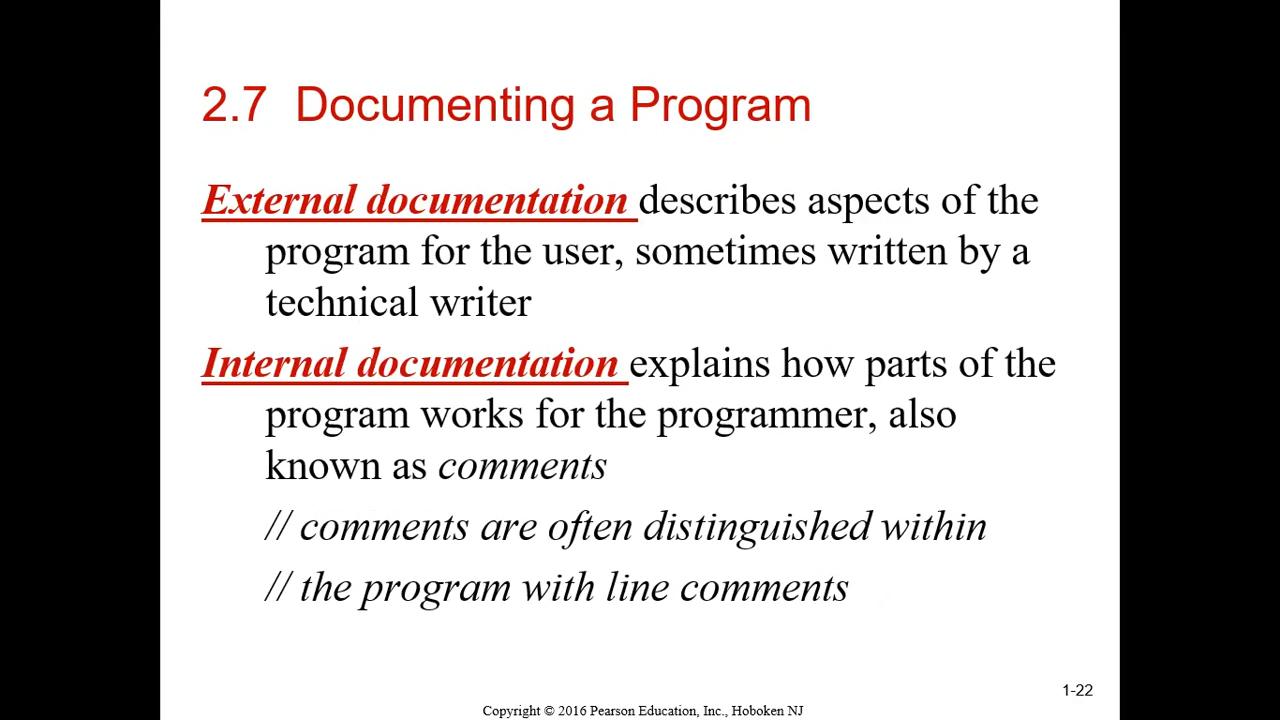 2.7 Documenting a Program
External documentation describes aspects of the
program for the user, sometimes written by a
technical writer
Internal documentation explains how parts of the
program works for the programmer, also
known as comments
// comments are often distinguished within
// the program with line comments
1-22
Copyright © 2016 Pearson Education, Inc., Hoboken NJ